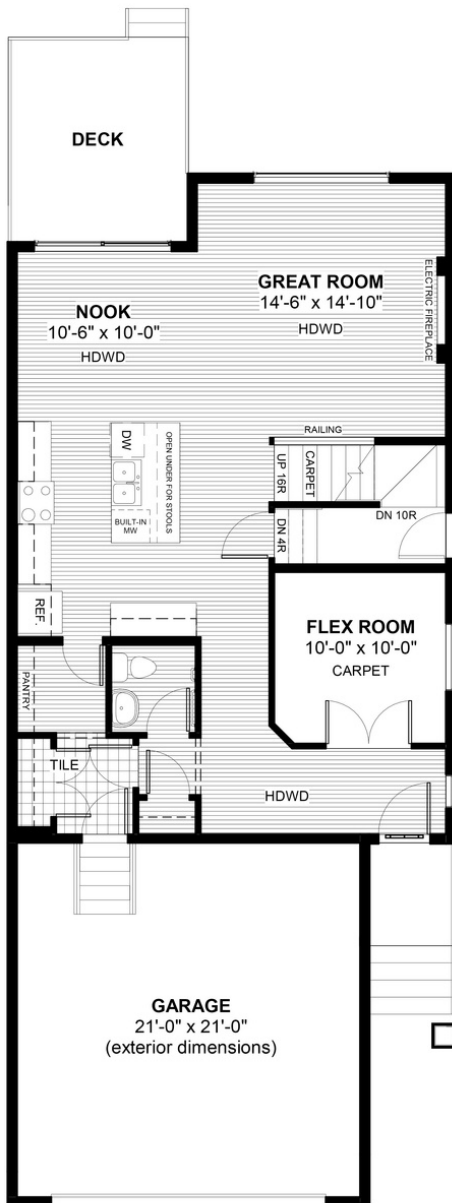 DECK
GREAT ROOM
14'-6" x 14'-10"
HDWD
ELECTRIC FIREPLACE
NOOK
10'-6" x 10'-0"
HDWD
RAILING
DW
OPEN UNDER FOR STOOLS
BUILT-IN
MW
UP 16R
CARPET
DN 4R
DN 10R
REF.
FLEX ROOM
10'-0" x 10'-0"
CARPET
PANTRY
TILE
HDWD
GARAGE
21'-0" x 21'-0"
(exterior dimensions)